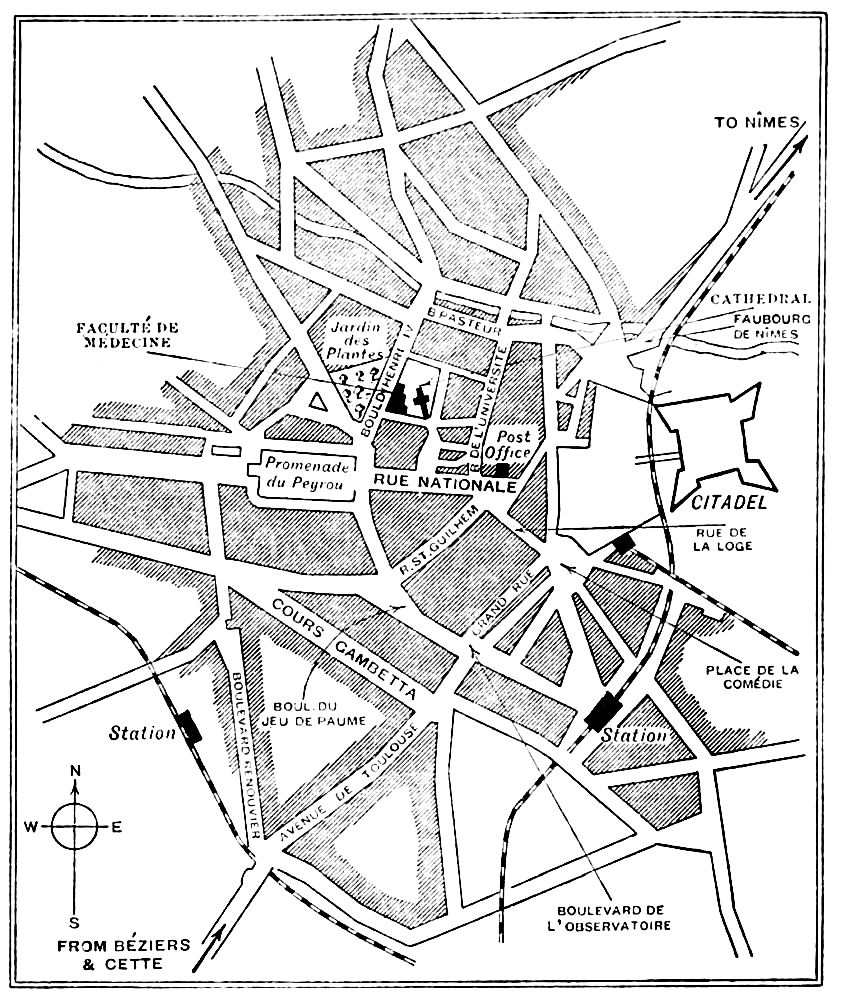 TO NÎMES
CATHEDRAL
FAUBOURG
DE NÎMES
FACULTÉ DE
MÉDECINE
Jardin
des
Plantes
BOUL.D HENRI IV
B.PASTEUR
R DE L'UNIVERSITÉ
Post
Office
Promenade
du Peyrou
RUE NATIONALE
CITADEL
RUE DE
LA LOGE
R. ST. GUILHEM
GRAND RUE
COURS GAMBETTA
PLACE DE LA
COMÉDIE
BOUL. DU
JEU DE PAUME
BOULEVARD RENOUVIER
Station
Station
AVENUE DE TOULOUSE
N
W
E
S
BOULEVARD DE
L'OBSERVATOIRE
FROM BÉZIERS
& CETTE